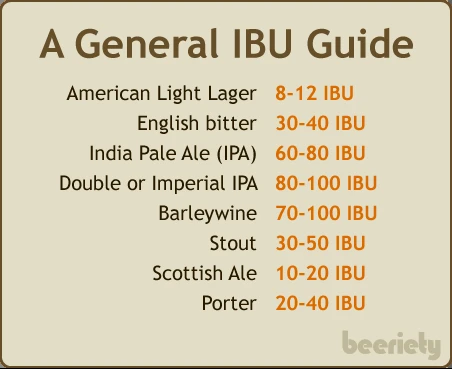 A General IBU Guide
American Light Lager 8-12 IBU
English bitter 30-40 IBU
India Pale Ale (IPA) 60-80 IBU
Double or Imperial IPA 80-100 IBU
Barleywine 70-100 IBU
Stout 30-50 IBU
Scottish Ale 10-20 IBU
Porter 20-40 IBU
beeriety